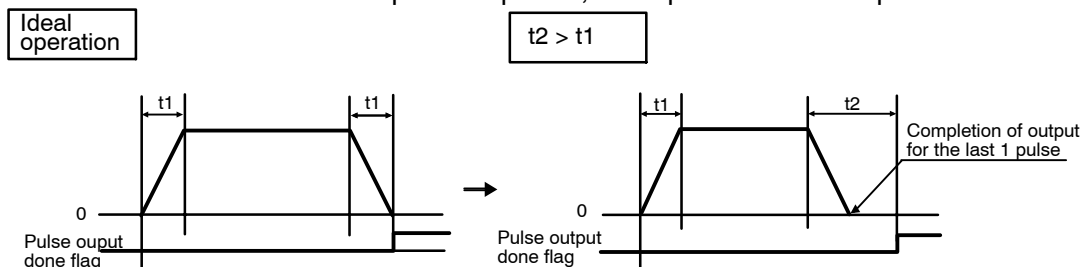 Ideal
operation
t2 > t1
t1
t1
t1
t2
Completion of output
for the last 1 pulse
0
0
Pulse ouput
done flag
Pulse output
done flag